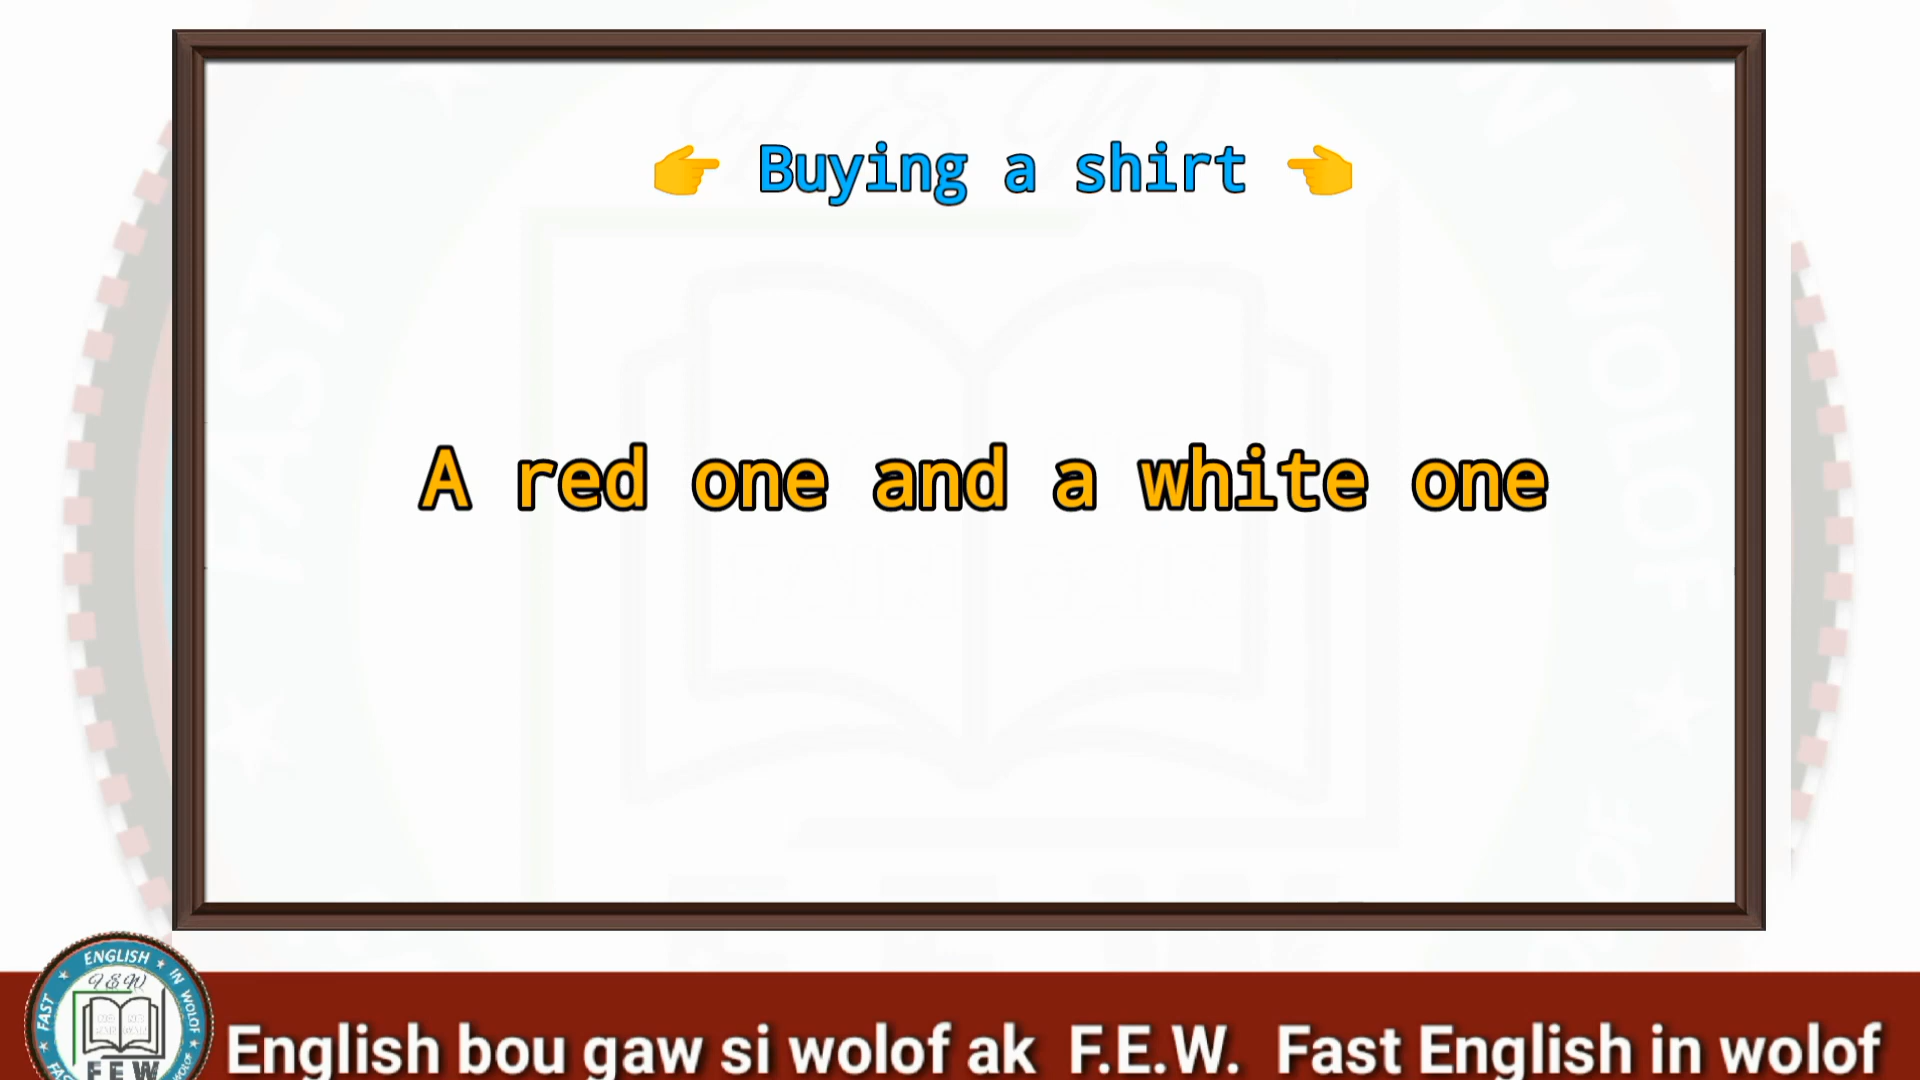 👉 Buying a shirt 👈
A red one and a white one
ENGLISH IN WOLOF
FAST
F.E.W
English bou gaw si wolof ak F.E.W. Fast English in wolof